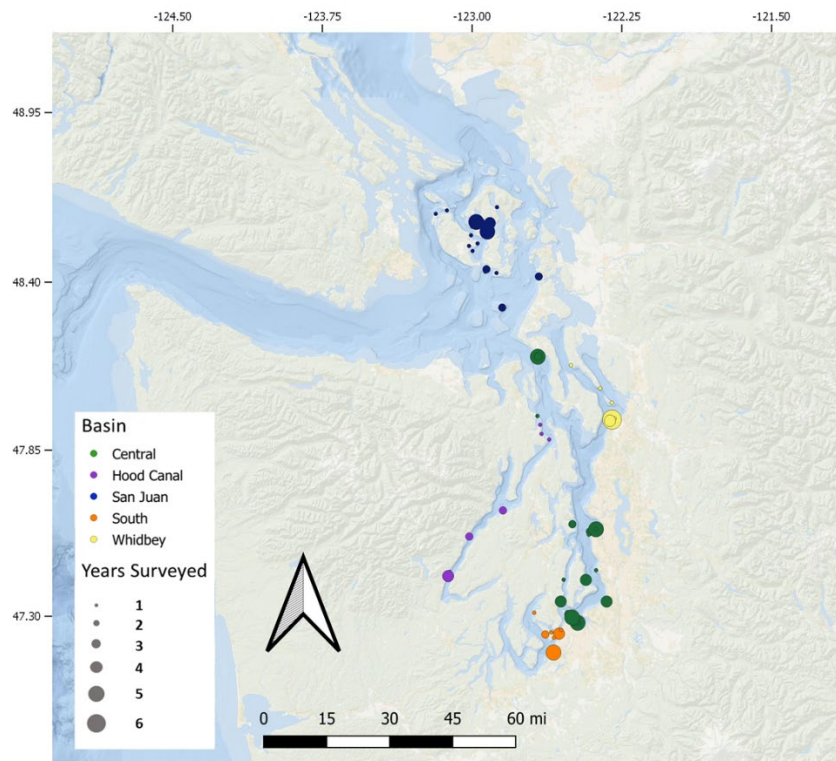 -124.50 -123.75 -123.00 -122.25 -121.50
48.95
48.40
47.85
47.30
Basin
Central
Hood Canal
San Juan
South
Whidbey
Years Surveyed
1
2
3
4
5
6
0 15 30 45 60 mi